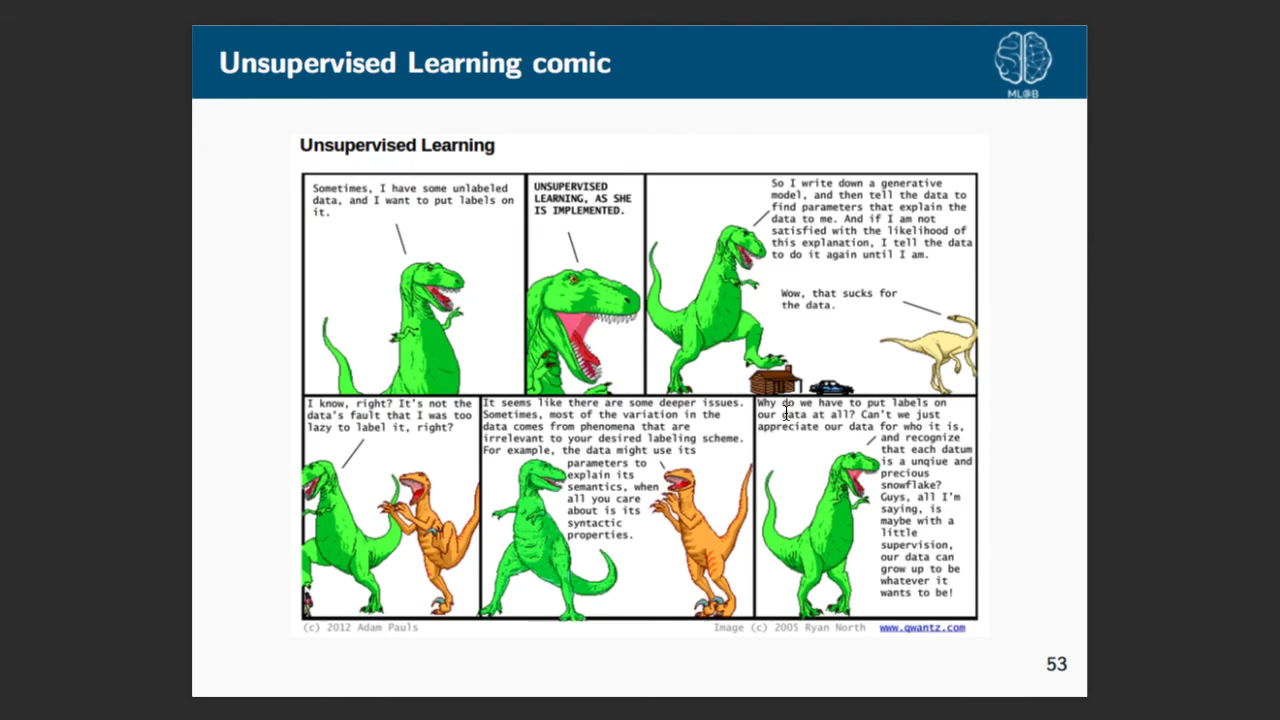 Unsupervised Learning comic
ML@B
Unsupervised Learning
Sometimes, I have some unlabeled
data, and I want to put labels on
it.
UNSUPERVISED
LEARNING, AS SHE
IS IMPLEMENTED.
So I write down a generative
model, and then tell the data to
find parameters that explain the
data to me. And if I am not
satisfied with the likelihood of
this explanation, I tell the data
to do it again until I am.
Wow, that sucks for
the data.
I know, right? It's not the
data's fault that I was too
lazy to label it, right?
It seems like there are some deeper issues.
Sometimes, most of the variation in the
data comes from phenomena that are
irrelevant to your desired labeling scheme.
For example, the data might use its
parameters to
explain its
semantics, when
all you care
about is its
syntactic
properties.
Why do we have to put labels on
our data at all? Can't we just
appreciate our data for who it is,
and recognize
that each datum
is a unqiue and
precious
snowflake?
Guys, all I'm
saying, is
maybe with a
little
supervision,
our data can
grow up to be
whatever it
wants to be!
(c) 2012 Adam Pauls
Image (c) 2005 Ryan North
www.qwantz.com
53